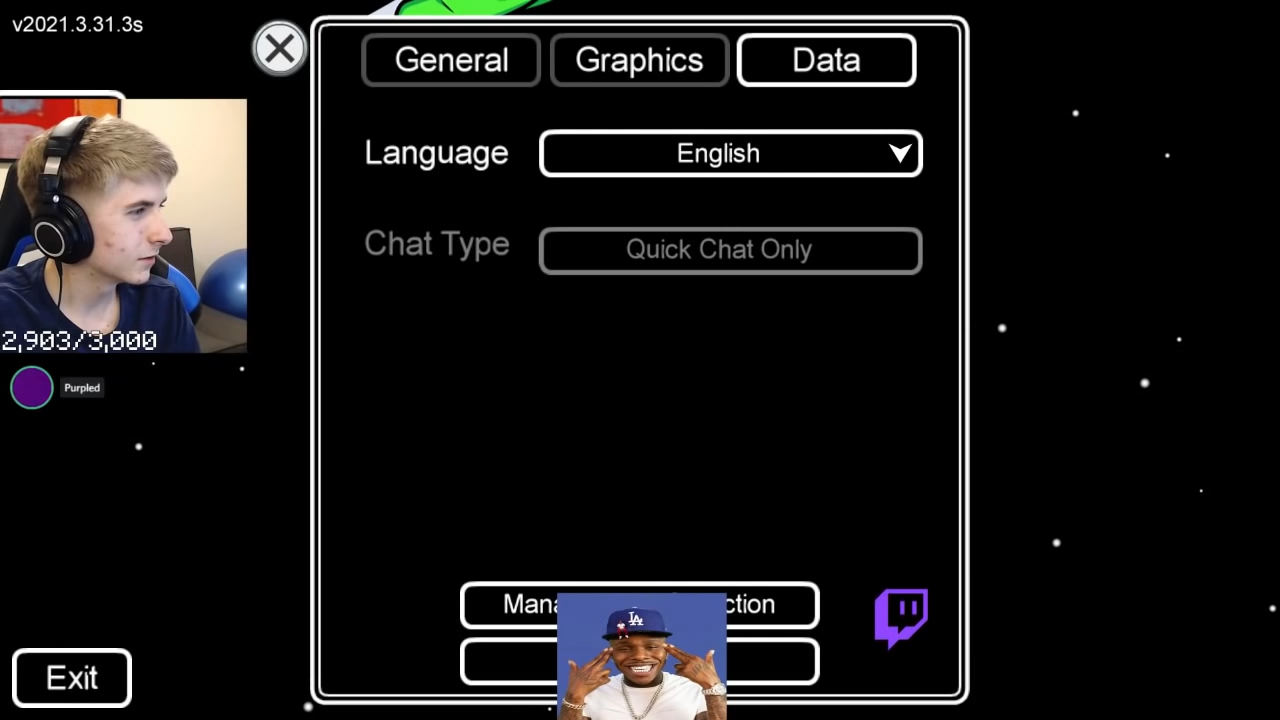 v2021.3.31.3s
General Graphics Data
Language English
Chat Type Quick Chat Only
2,903/3,000
Purpled
LA
Exit